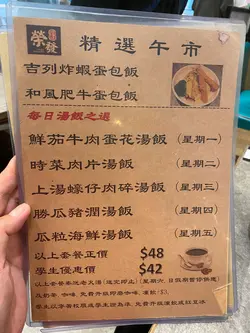 榮發
精選午市
吉列炸蝦蛋包飯
和風肥牛蛋包飯
每日湯飯之選
鮮茄牛肉蛋花湯飯（星期一）
時菜肉片湯飯（星期二）
上湯蠔仔肉碎湯飯（星期三）
勝瓜豬潤湯飯（星期四）
瓜粒海鮮湯飯（星期五）
以上套餐正價 $48
學生優惠價 $42